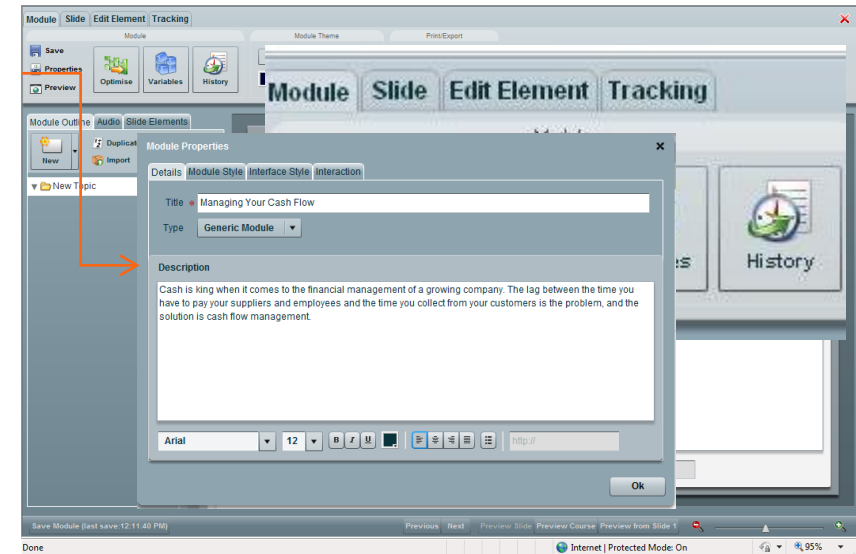 Module Slide Edit Element Tracking
Module Module Theme Print/Export
Save
Properties
Preview
Optimise Variables History
Module Slide Edit Element Tracking
History
Module Outline Audio Slide Elements
New
Import
New Topic
Module Properties
Details Module Style Interface Style Interaction
Title * Managing Your Cash Flow
Type Generic Module
Description
Cash is king when it comes to the financial management of a growing company. The lag between the time you
have to pay your suppliers and employees and the time you collect from your customers is the problem, and the
solution is cash flow management.
Arial 12 B I U http://
Ok
Save Module (last save:12:11:40 PM) Previous Next Preview Slide Preview Course Preview from Slide 1
Done Internet | Protected Mode: On 95%